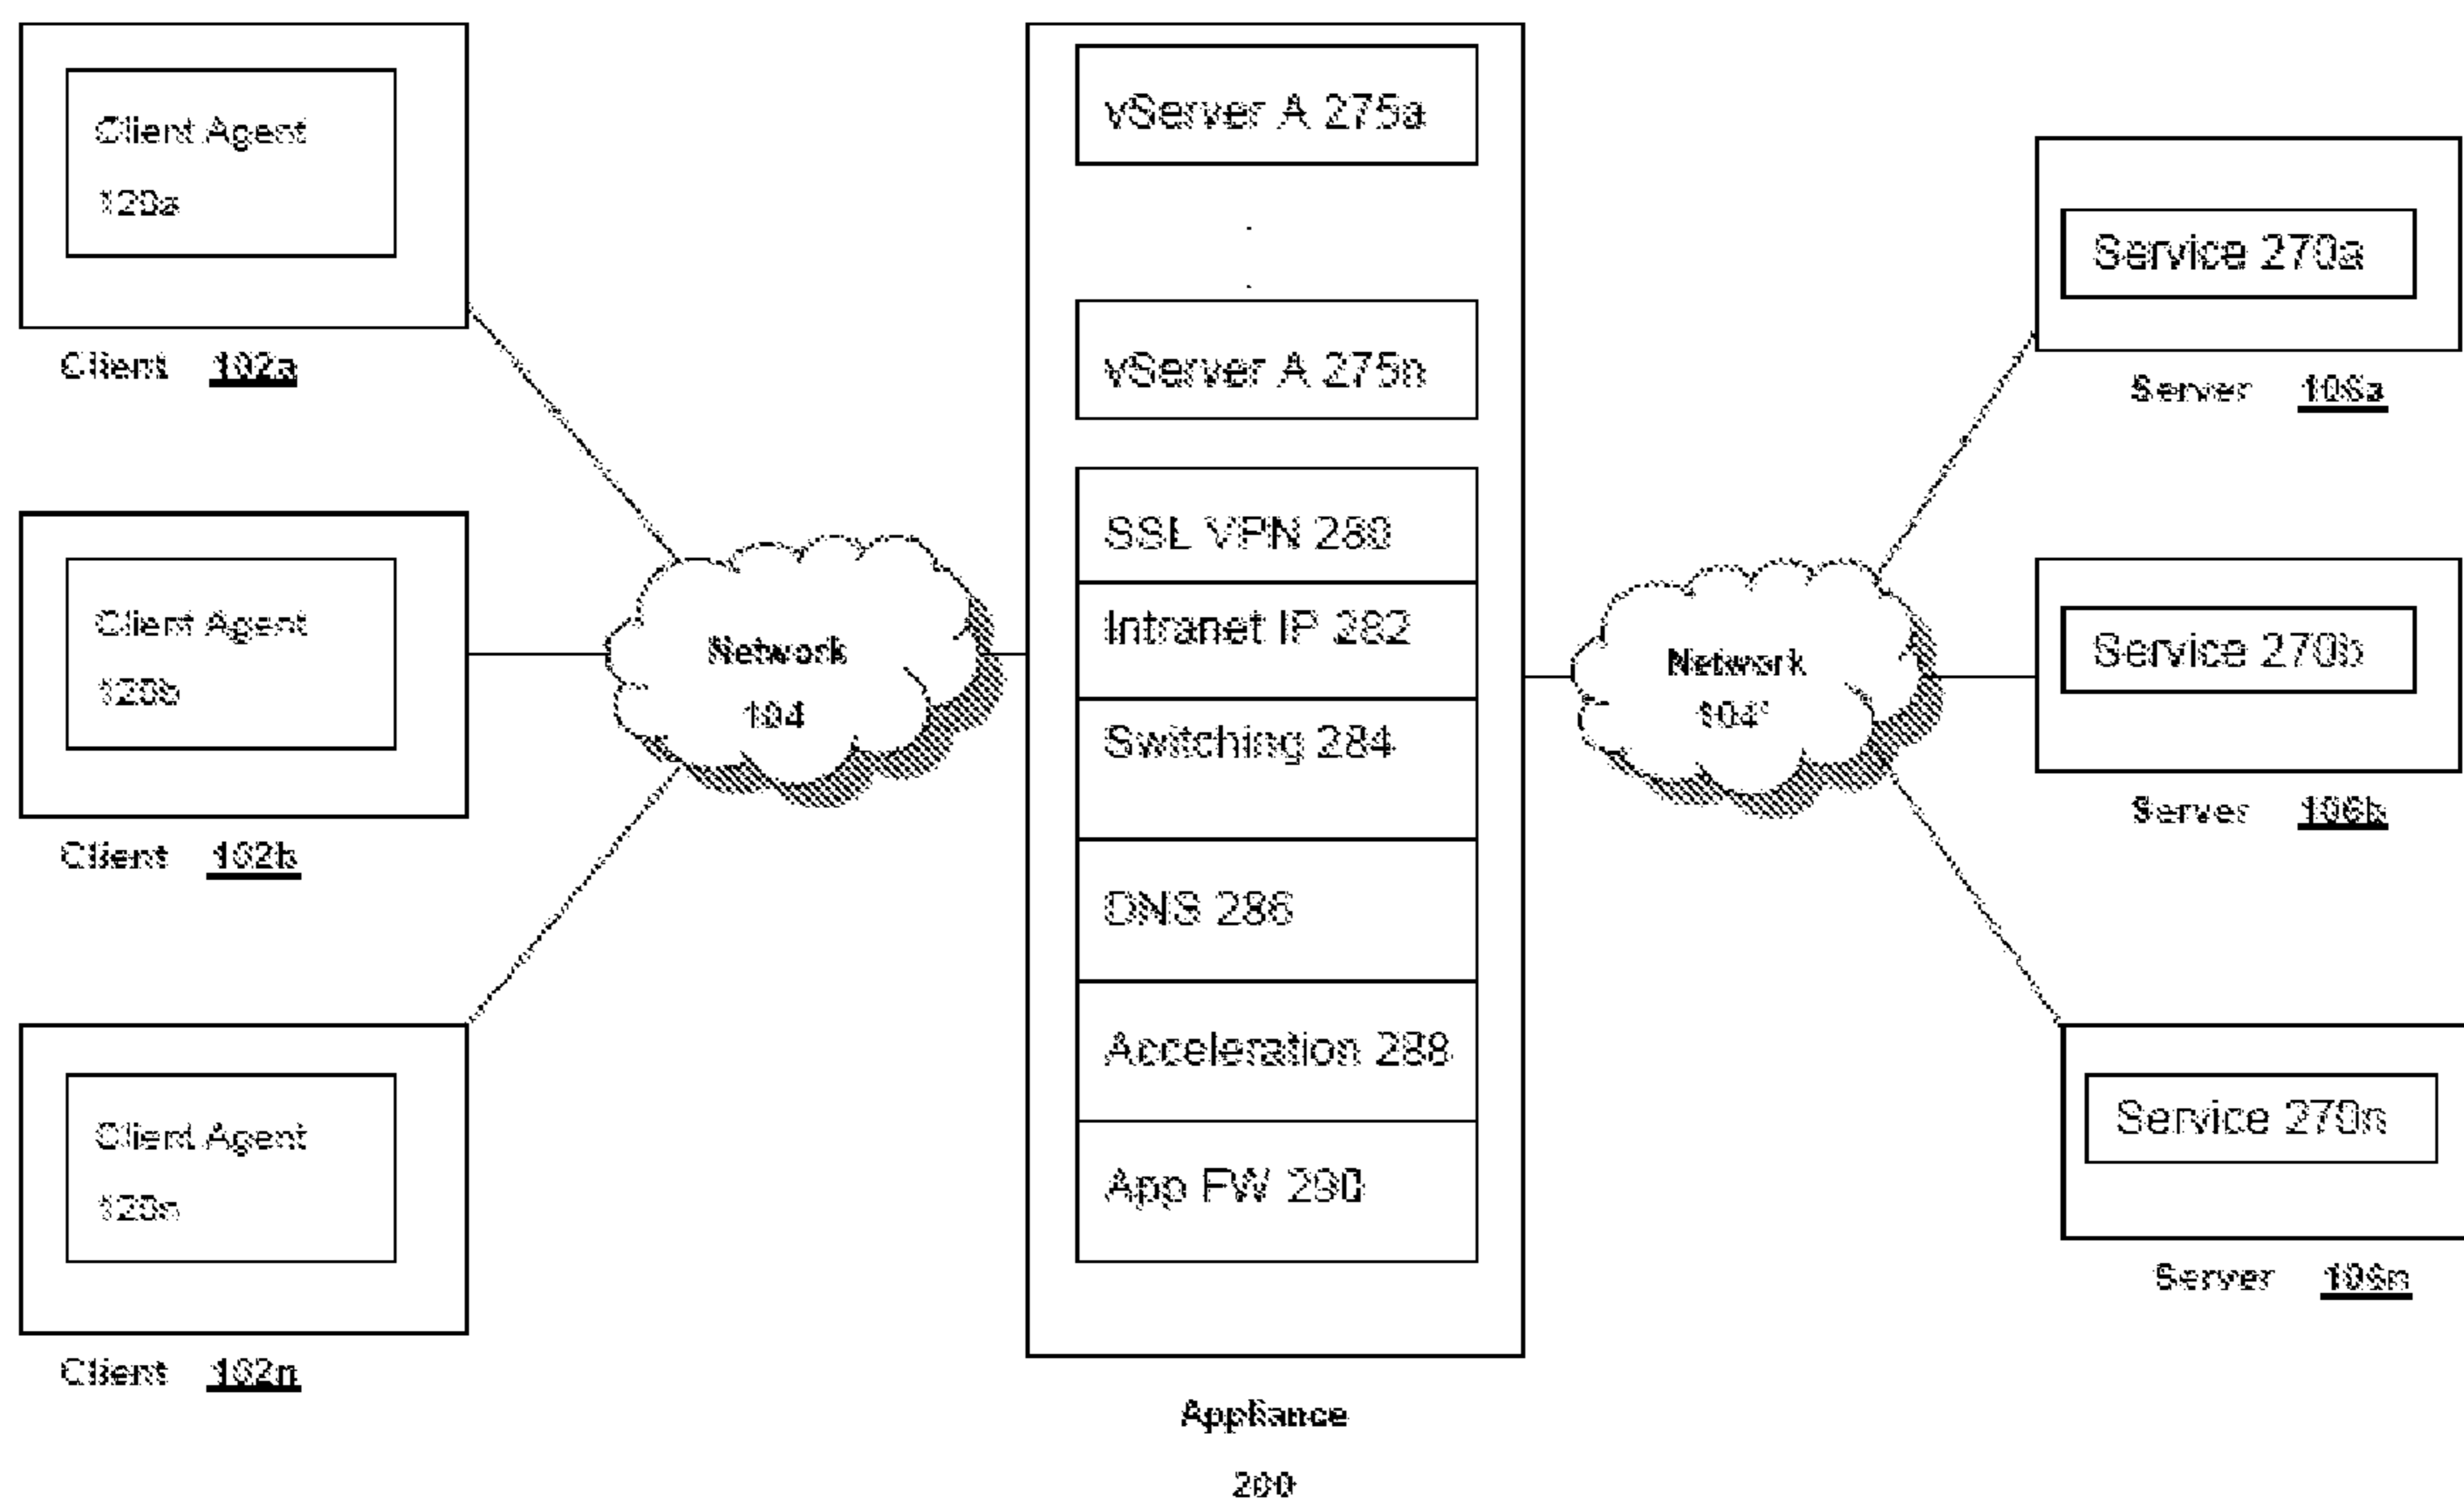 Client Agent
120a
Client 102a
Client Agent
120b
Client 102b
Client Agent
120n
Client 102n
Network
104
vServer A 275a
vServer A 275n
SSL VPN 280
Intranet IP 282
Switching 284
DNS 286
Acceleration 288
App FW 290
Appliance
200
Network
104'
Service 270a
Server 106a
Service 270b
Server 106b
Service 270n
Server 106n